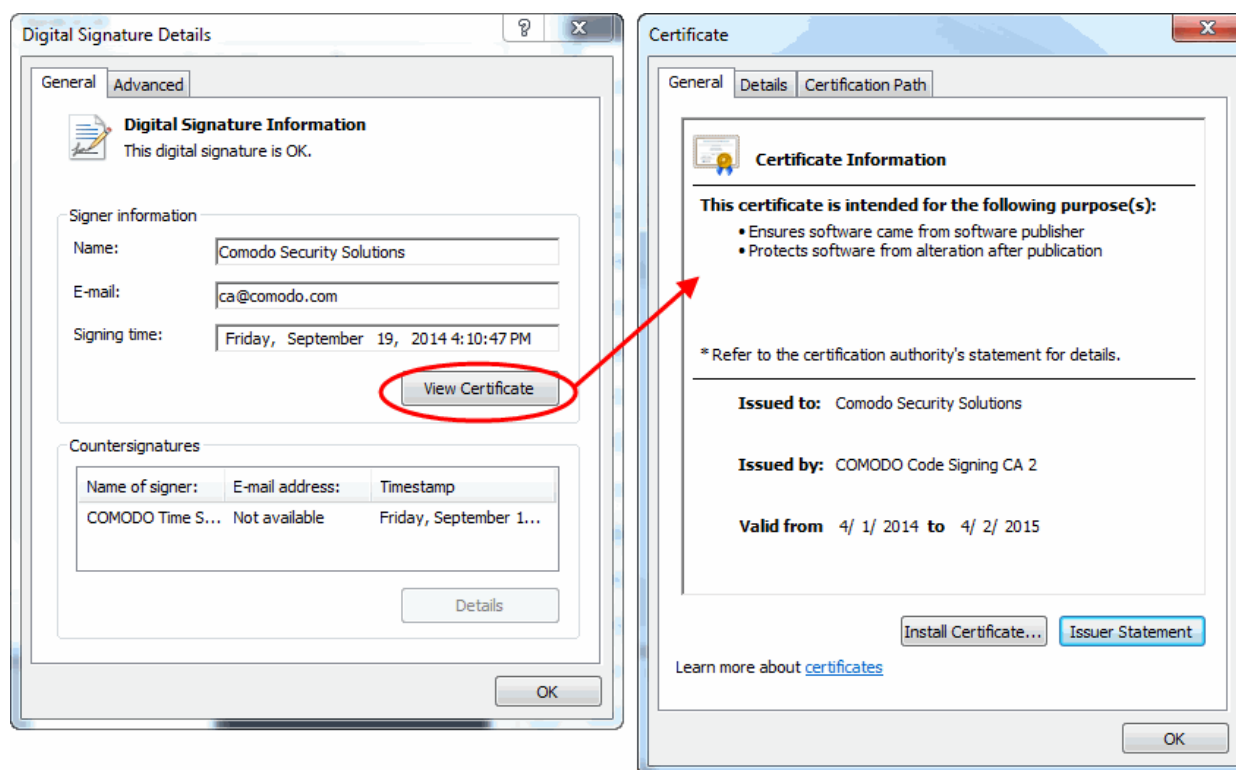 Digital Signature Details
General
Advanced
Digital Signature Information
This digital signature is OK.
Signer information
Name:
Comodo Security Solutions
E-mail:
ca@comodo.com
Signing time:
Friday, September 19, 2014 4:10:47 PM
View Certificate
Countersignatures
Name of signer: E-mail address: Timestamp
COMODO Time S... Not available Friday, September 1...
Details
OK
Certificate
General
Details
Certification Path
Certificate Information
This certificate is intended for the following purpose(s):
• Ensures software came from software publisher
• Protects software from alteration after publication
* Refer to the certification authority's statement for details.
Issued to: Comodo Security Solutions
Issued by: COMODO Code Signing CA 2
Valid from 4/ 1/ 2014 to 4/ 2/ 2015
Install Certificate...
Issuer Statement
Learn more about certificates
OK